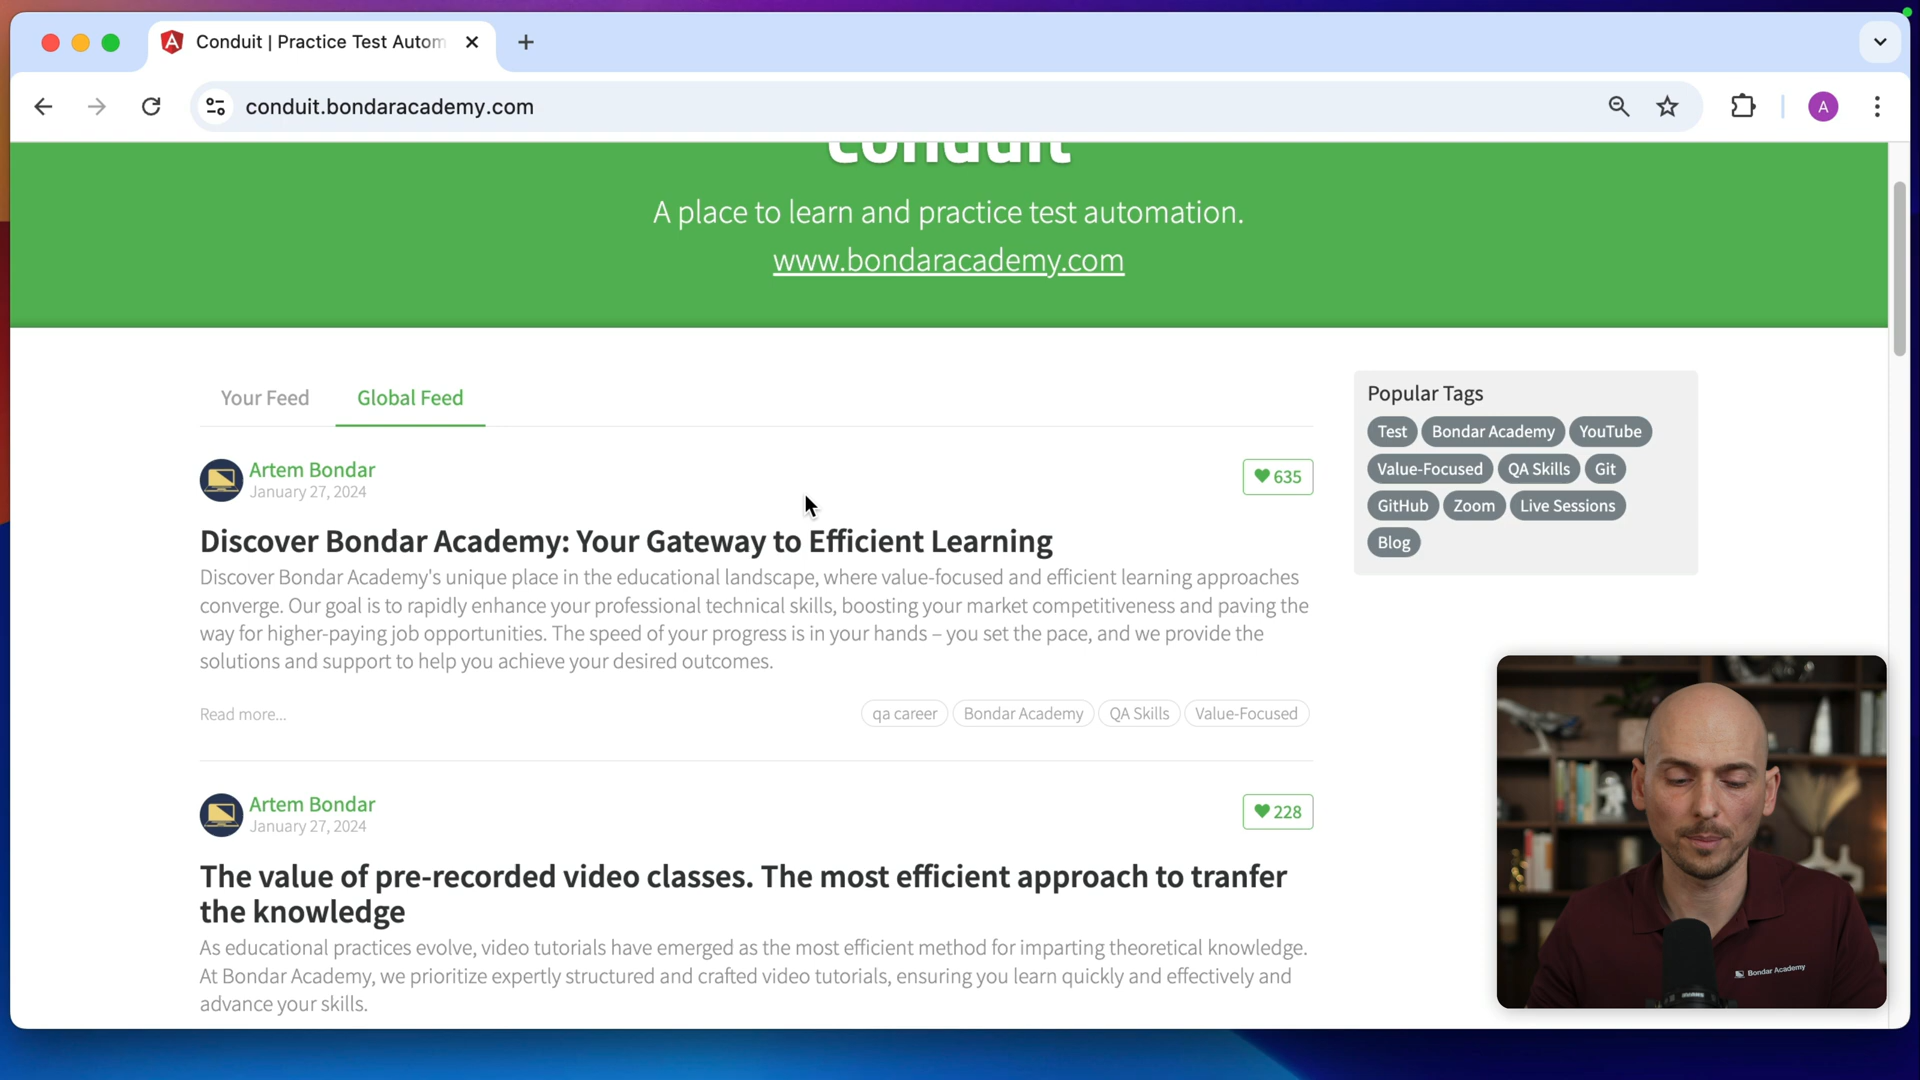 Conduit | Practice Test Autom
conduit.bondaracademy.com
A
conduit
A place to learn and practice test automation.
www.bondaracademy.com
Your Feed
Global Feed
Artem Bondar
January 27, 2024
635
Discover Bondar Academy: Your Gateway to Efficient Learning
Discover Bondar Academy's unique place in the educational landscape, where value-focused and efficient learning approaches
converge. Our goal is to rapidly enhance your professional technical skills, boosting your market competitiveness and paving the
way for higher-paying job opportunities. The speed of your progress is in your hands – you set the pace, and we provide the
solutions and support to help you achieve your desired outcomes.
Read more...
qa career Bondar Academy QA Skills Value-Focused
Artem Bondar
January 27, 2024
228
The value of pre-recorded video classes. The most efficient approach to tranfer
the knowledge
As educational practices evolve, video tutorials have emerged as the most efficient method for imparting theoretical knowledge.
At Bondar Academy, we prioritize expertly structured and crafted video tutorials, ensuring you learn quickly and effectively and
advance your skills.
Popular Tags
Test Bondar Academy YouTube
Value-Focused QA Skills Git
GitHub Zoom Live Sessions
Blog
Bondar Academy